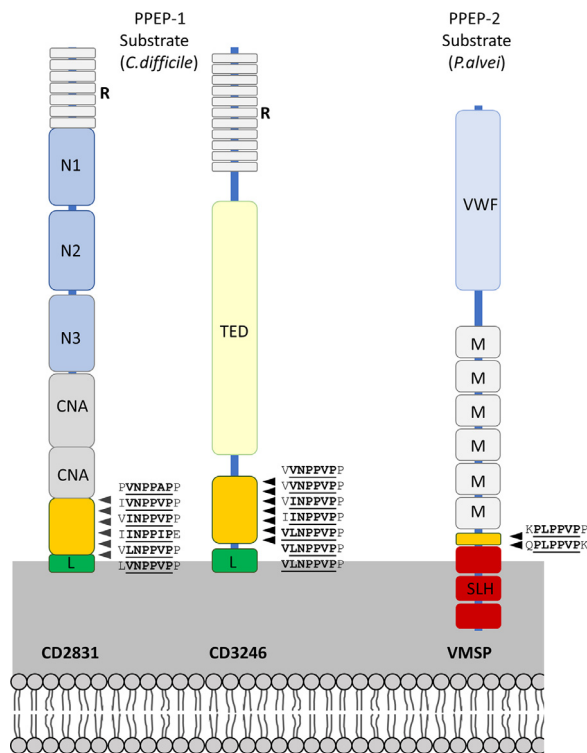 PPEP-1
Substrate
(C.difficile)
PPEP-2
Substrate
(P.alvei)
R
R
N1
N2
N3
CNA
CNA
L
PVNPPAPP
IVNPPVPP
VINPPVPP
IINPPIPE
VLNPPVPP
LVNPPVPP
TED
L
VVNPPVPP
VVNPPVPP
VINPPVPP
IINPPVPP
VLNPPVPP
VLNPPVPP
VLNPPVPP
VWF
M
M
M
M
M
M
KPLPPVPP
QPLPPVPK
SLH
CD2831
CD3246
VMSP